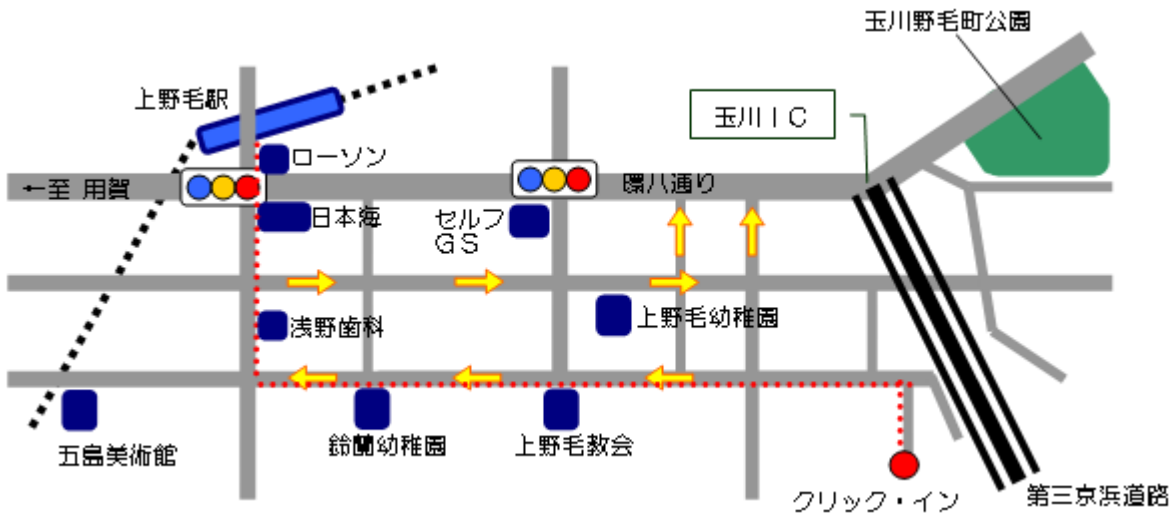 玉川野毛町公園
上野毛駅
玉川ＩＣ
ローソン
←至 用賀
環八通り
日本海
セルフ
ＧＳ
浅野歯科
上野毛幼稚園
五島美術館
鈴蘭幼稚園
上野毛教会
クリック・イン
第三京浜道路